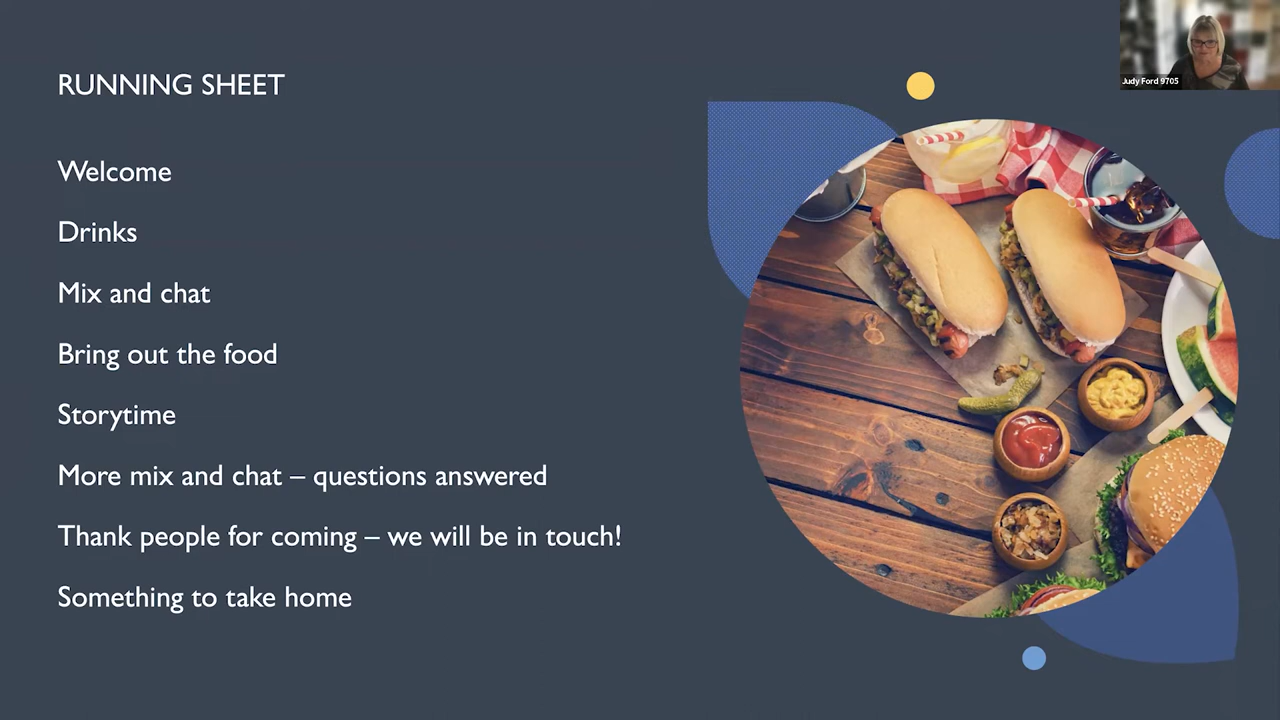 Judy Ford 9705
RUNNING SHEET
Welcome
Drinks
Mix and chat
Bring out the food
Storytime
More mix and chat – questions answered
Thank people for coming – we will be in touch!
Something to take home